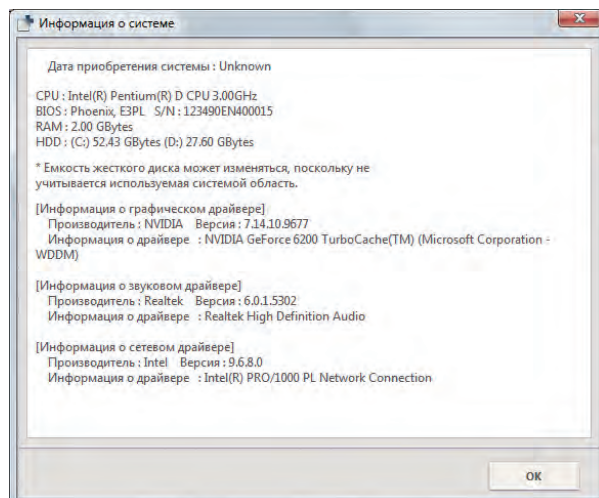 Информация о системе
Дата приобретения системы : Unknown
CPU : Intel(R) Pentium(R) D CPU 3.00GHz
BIOS : Phoenix, E3PL   S/N : 123490EN400015
RAM : 2.00 GBytes
HDD : (C:) 52.43 GBytes (D:) 27.60 GBytes
* Емкость жесткого диска может изменяться, поскольку не
учитывается используемая системой область.
[Информация о графическом драйвере]
Производитель : NVIDIA   Версия : 7.14.10.9677
Информация о драйвере   : NVIDIA GeForce 6200 TurboCache(TM) (Microsoft Corporation -
WDDM)
[Информация о звуковом драйвере]
Производитель : Realtek   Версия : 6.0.1.5302
Информация о драйвере   : Realtek High Definition Audio
[Информация о сетевом драйвере]
Производитель : Intel   Версия : 9.6.8.0
Информация о драйвере   : Intel(R) PRO/1000 PL Network Connection
OK